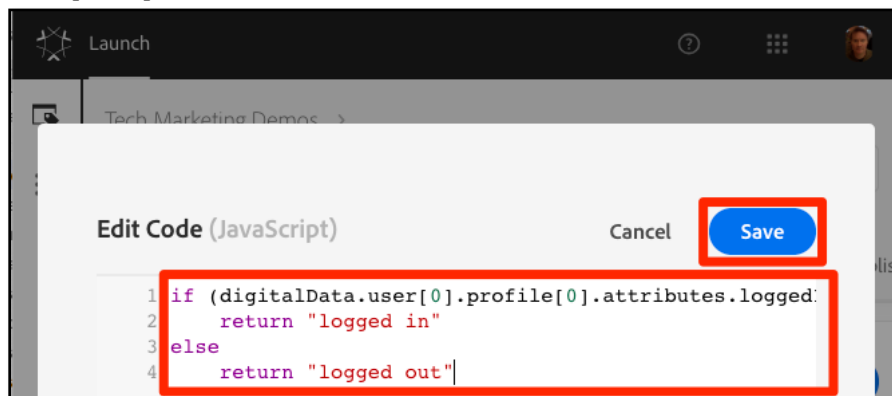 Launch
Tech Marketing Demos >
Edit Code (JavaScript) Cancel Save
1 if (digitalData.user[0].profile[0].attributes.logged
2 return "logged in"
3 else
4 return "logged out"